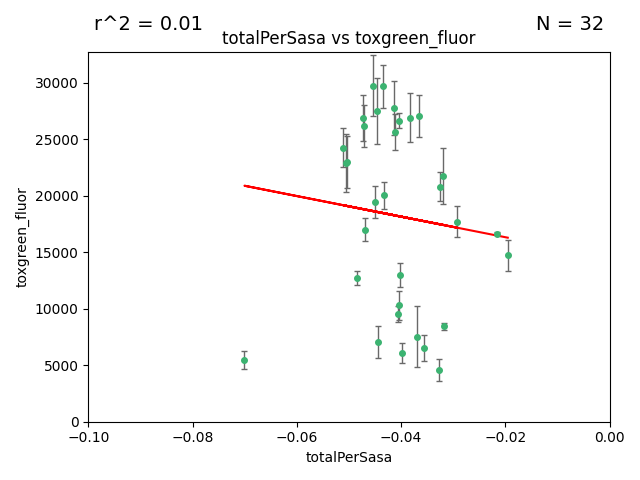 r^2 = 0.01
N = 32
totalPerSasa vs toxgreen_fluor
30000
25000
20000
15000
10000
5000
0
toxgreen_fluor
−0.10
−0.08
−0.06
−0.04
−0.02
0.00
totalPerSasa